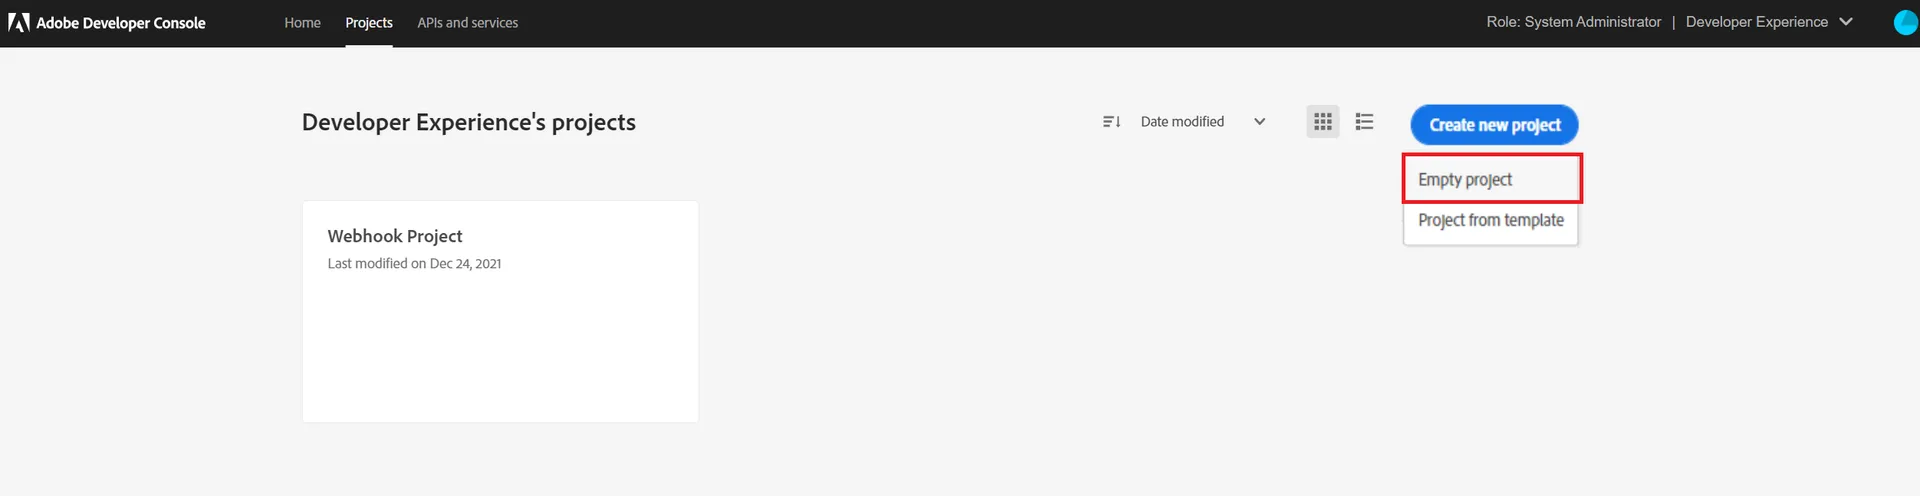 Adobe Developer Console Home Projects APIs and services Role: System Administrator | Developer Experience
Developer Experience's projects Date modified Create new project
Empty project
Project from template
Webhook Project
Last modified on Dec 24, 2021